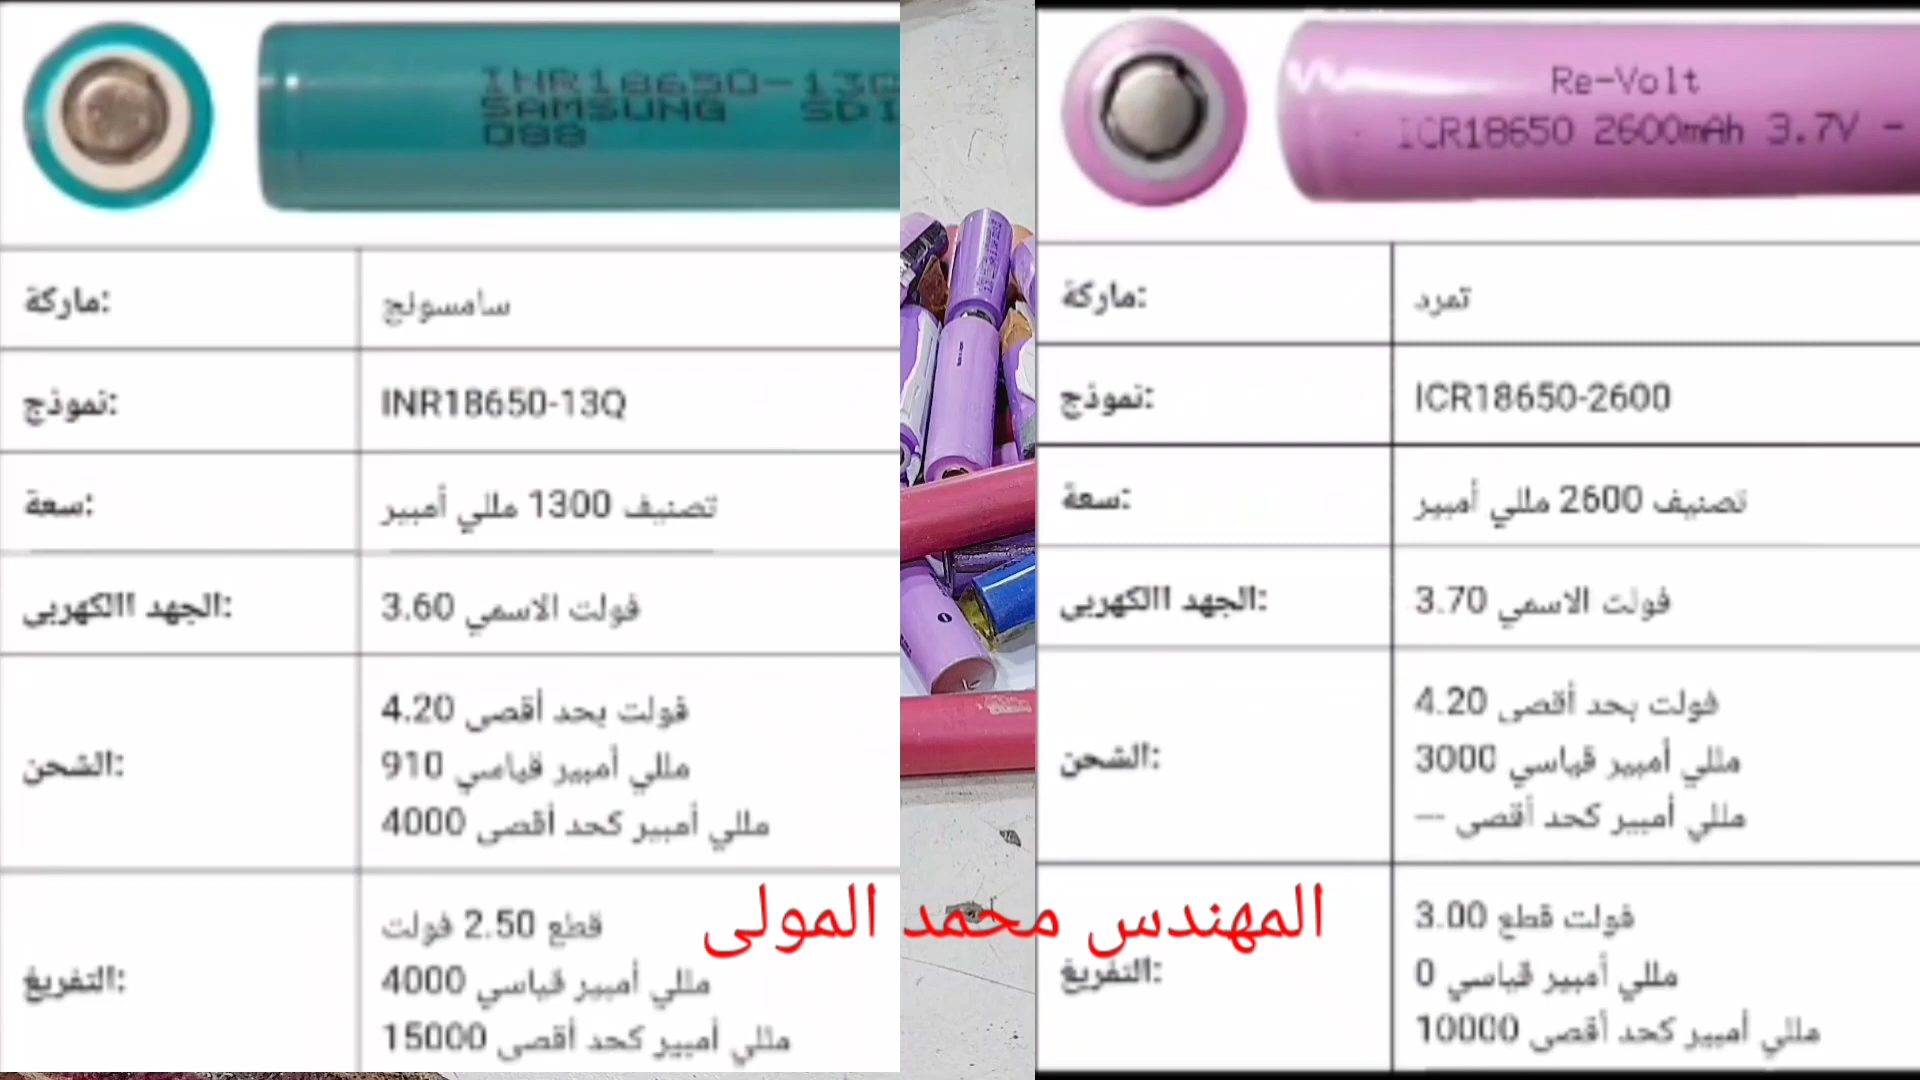 INR18650-13Q
SAMSUNG SDI
088
ماركة:
سامسونج
نموذج:
INR18650-13Q
سعة:
تصنيف 1300 مللي أمبير
الجهد االكهربى:
فولت الاسمي 3.60
الشحن:
فولت بحد أقصى 4.20
مللي أمبير قياسي 910
مللي أمبير كحد أقصى 4000
التفريغ:
قطع 2.50 فولت
مللي أمبير قياسي 4000
مللي أمبير كحد أقصى 15000
Re-Volt
ICR18650 2600mAh 3.7V -
ماركة:
تمرد
نموذج:
ICR18650-2600
سعة:
تصنيف 2600 مللي أمبير
الجهد االكهربى:
فولت الاسمي 3.70
الشحن:
فولت بحد أقصى 4.20
مللي أمبير قياسي 3000
مللي أمبير كحد أقصى ---
التفريغ:
فولت قطع 3.00
مللي أمبير قياسي 0
مللي أمبير كحد أقصى 10000
المهندس محمد المولى